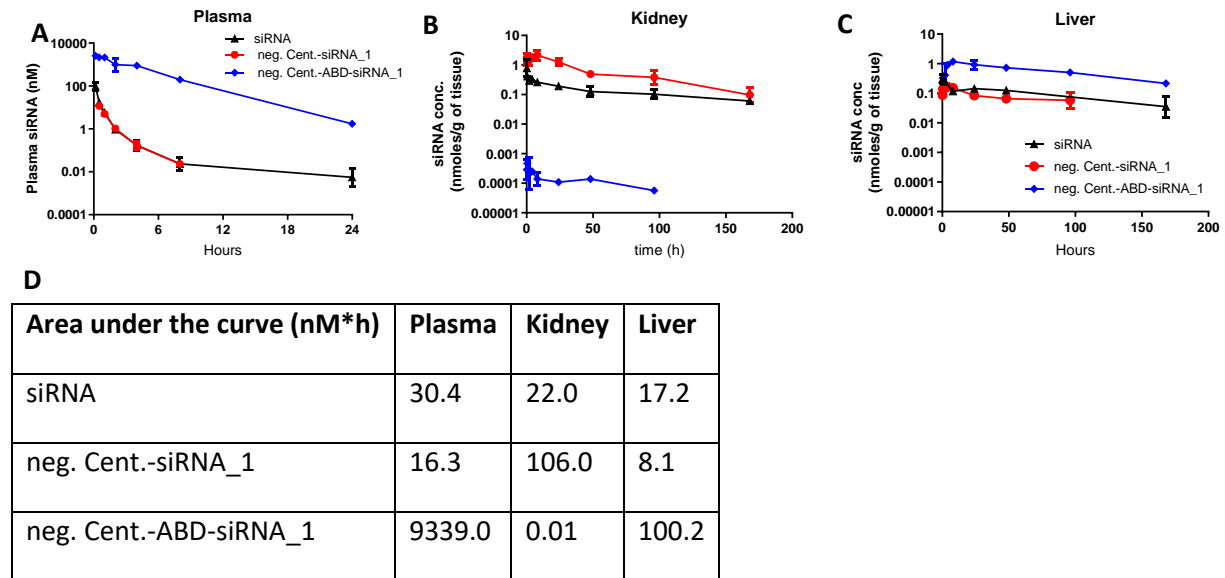 A
Plasma
siRNA
neg. Cent.-siRNA_1
neg. Cent.-ABD-siRNA_1
Plasma siRNA (nM)
10000
100
1
0.01
0.0001
0 6 12 18 24
Hours
B
Kidney
siRNA conc.
(nmoles/g of tissue)
10
1
0.1
0.01
0.001
0.0001
0.00001
0 50 100 150 200
time (h)
C
Liver
siRNA conc
(nmoles/g of tissue)
10
1
0.1
0.01
0.001
0.0001
0.00001
siRNA
neg. Cent.-siRNA_1
neg. Cent.-ABD-siRNA_1
0 50 100 150 200
Hours
D
Area under the curve (nM*h) Plasma Kidney Liver
siRNA 30.4 22.0 17.2
neg. Cent.-siRNA_1 16.3 106.0 8.1
neg. Cent.-ABD-siRNA_1 9339.0 0.01 100.2